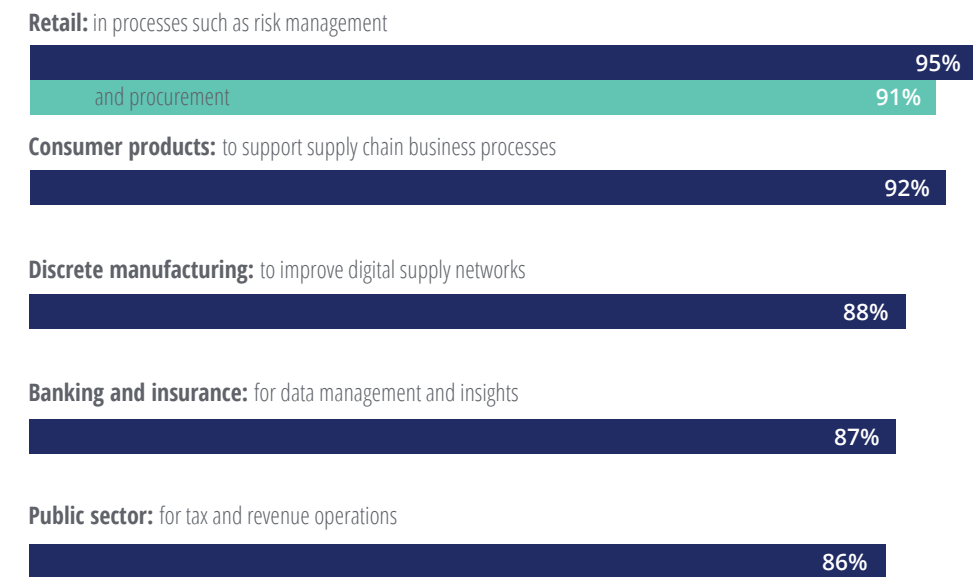 Retail: in processes such as risk management
95%
and procurement 91%
Consumer products: to support supply chain business processes
92%
Discrete manufacturing: to improve digital supply networks
88%
Banking and insurance: for data management and insights
87%
Public sector: for tax and revenue operations
86%